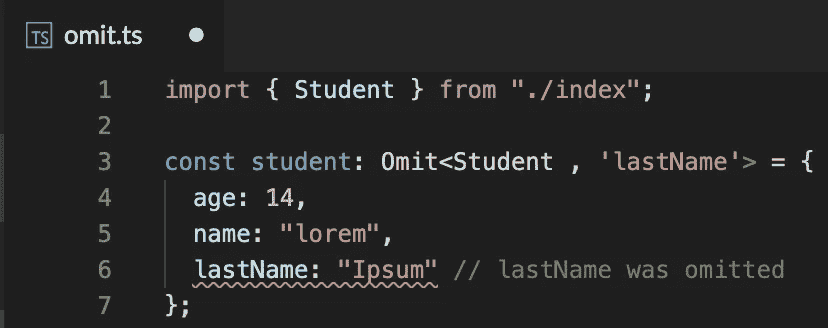 TS omit.ts
1 import { Student } from "./index";
2
3 const student: Omit<Student , 'lastName'> = {
4 age: 14,
5 name: "lorem",
6 lastName: "Ipsum" // lastName was omitted
7 };